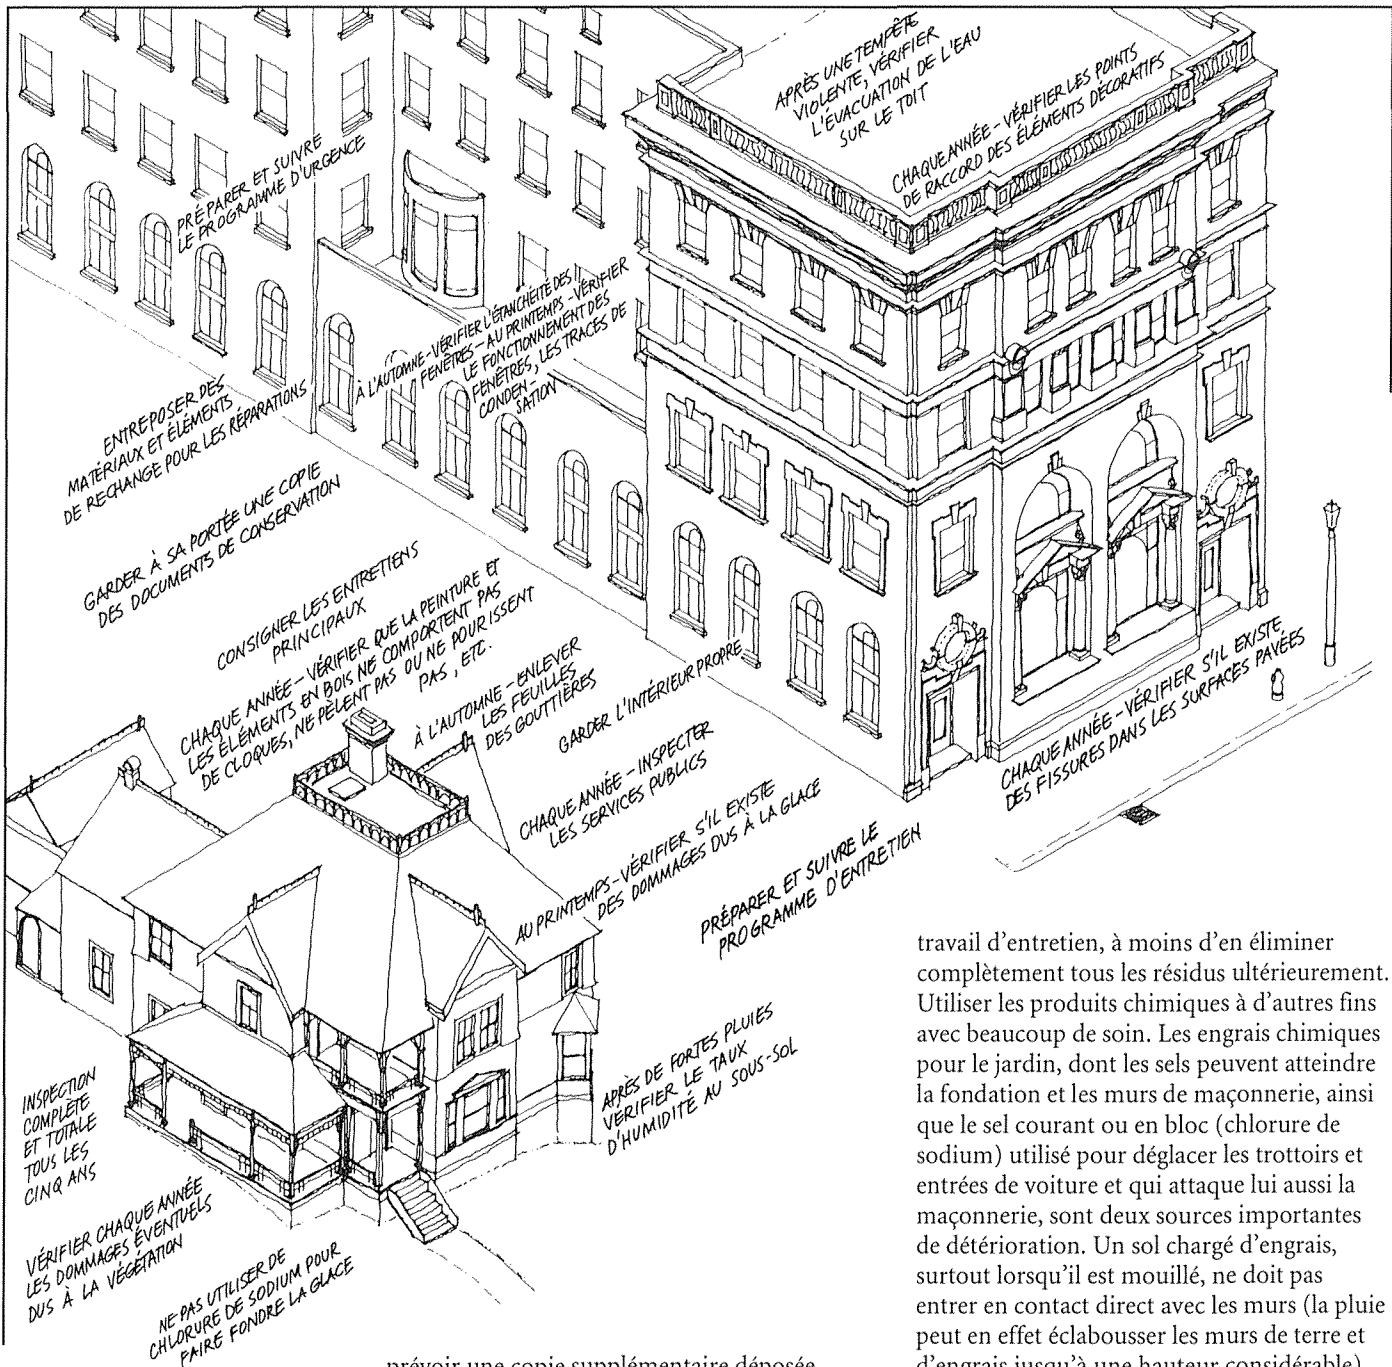 APRÈS UNE TEMPÊTE
VIOLENTE, VÉRIFIER
L'ÉVACUATION DE L'EAU
SUR LE TOIT
CHAQUE ANNÉE - VÉRIFIER LES POINTS
DE RACCORD DES ÉLÉMENTS DÉCORATIFS
PRÉPARER ET SUIVRE
LE PROGRAMME D'URGENCE
À L'AUTOMNE - VÉRIFIER L'ÉTANCHÉITÉ DES
FENÊTRES - AU PRINTEMPS - VÉRIFIER
LE FONCTIONNEMENT DES
FENÊTRES, LES TRACES DE
CONDEN-
SATION
ENTREPOSER DES
MATÉRIAUX ET ÉLÉMENTS
DE RECHANGE POUR LES RÉPARATIONS
GARDER À SA PORTÉE UNE COPIE
DES DOCUMENTS DE CONSERVATION
CONSIGNER LES ENTRETIENS
PRINCIPAUX
CHAQUE ANNÉE - VÉRIFIER QUE LA PEINTURE ET
LES ÉLÉMENTS EN BOIS NE COMPORTENT PAS
DE CLOQUES, NE PÈLENT PAS OU NE POURISSENT
PAS, ETC.
À L'AUTOMNE - ENLEVER
LES FEUILLES
DES GOUTTIÈRES
GARDER L'INTÉRIEUR PROPRE
CHAQUE ANNÉE - INSPECTER
LES SERVICES PUBLICS
AU PRINTEMPS - VÉRIFIER S'IL EXISTE
DES DOMMAGES DUS À LA GLACE
PRÉPARER ET SUIVRE LE
PROGRAMME D'ENTRETIEN
CHAQUE ANNÉE - VÉRIFIER S'IL EXISTE
DES FISSURES DANS LES SURFACES PAVÉES
APRÈS DE FORTES PLUIES
VÉRIFIER LE TAUX
D'HUMIDITÉ AU SOUS-SOL
INSPECTION
COMPLÈTE
ET TOTALE
TOUS LES
CINQ ANS
VÉRIFIER CHAQUE ANNÉE
LES DOMMAGES ÉVENTUELS
DUS À LA VÉGÉTATION
NE PAS UTILISER DE
CHLORURE DE SODIUM POUR
FAIRE FONDRE LA GLACE
prévoir une copie supplémentaire déposée
travail d'entretien, à moins d'en éliminer
complètement tous les résidus ultérieurement.
Utiliser les produits chimiques à d'autres fins
avec beaucoup de soin. Les engrais chimiques
pour le jardin, dont les sels peuvent atteindre
la fondation et les murs de maçonnerie, ainsi
que le sel courant ou en bloc (chlorure de
sodium) utilisé pour déglacer les trottoirs et
entrées de voiture et qui attaque lui aussi la
maçonnerie, sont deux sources importantes
de détérioration. Un sol chargé d'engrais,
surtout lorsqu'il est mouillé, ne doit pas
entrer en contact direct avec les murs (la pluie
peut en effet éclabousser les murs de terre et
d'engrais jusqu'à une hauteur considérable)